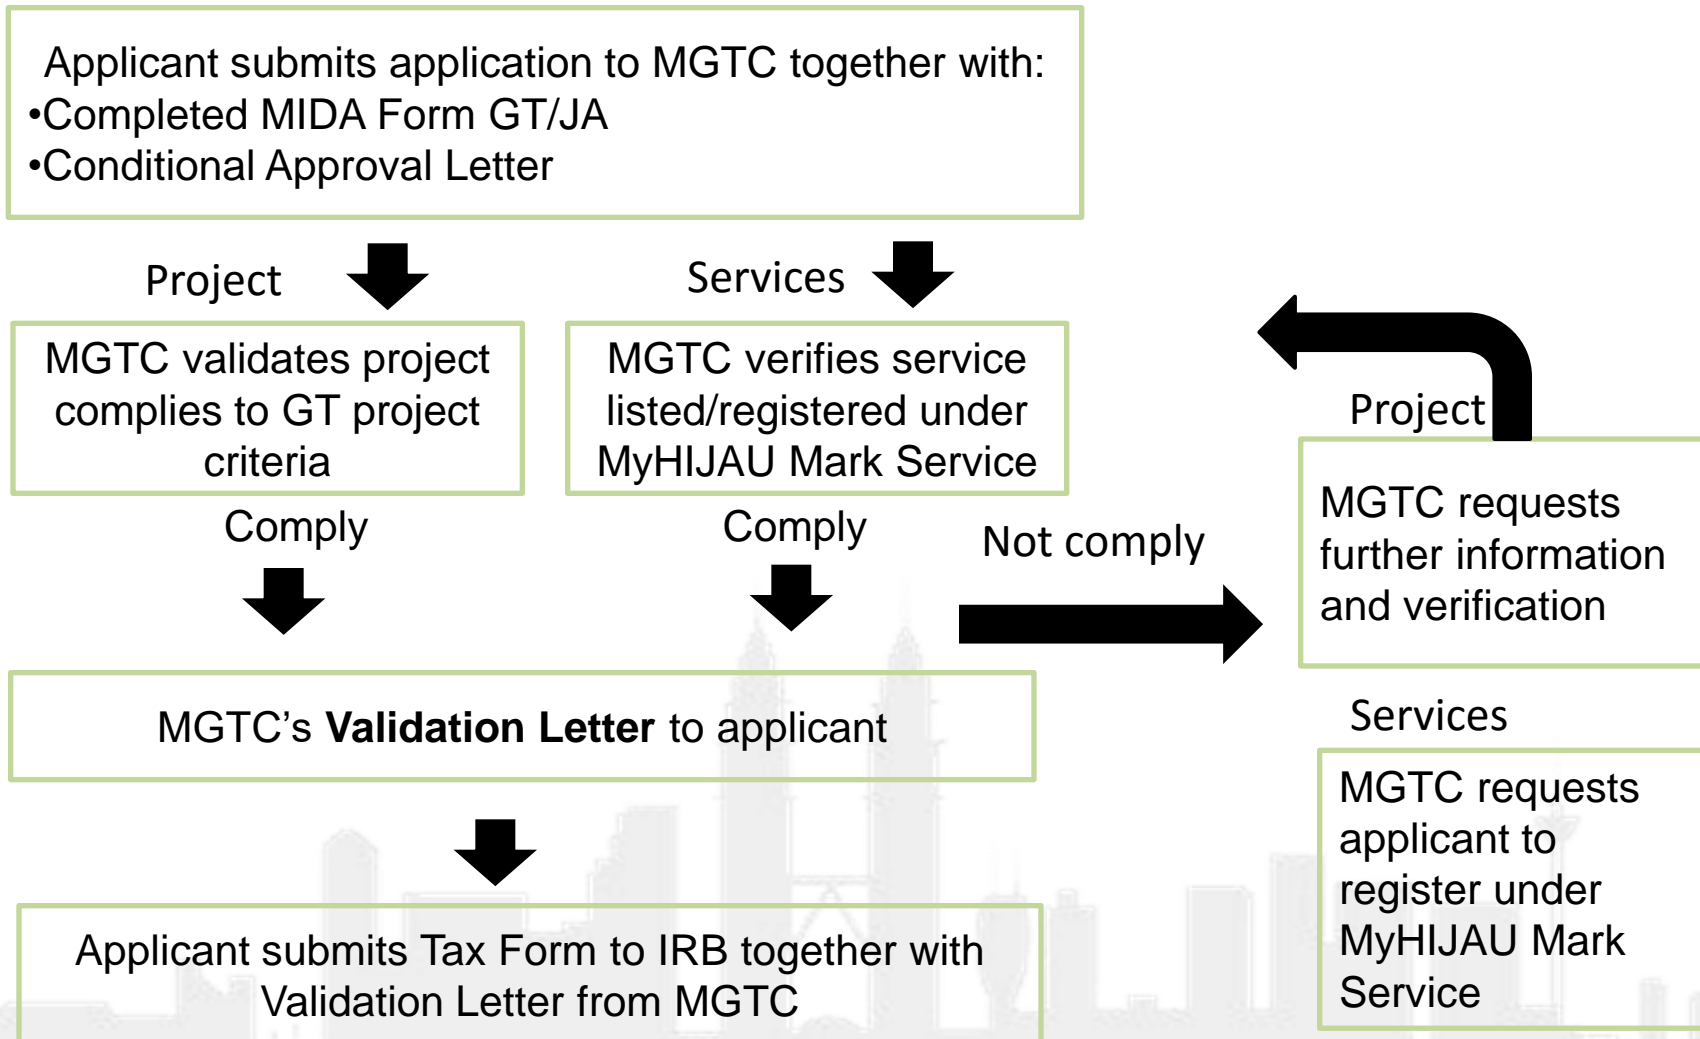 Applicant submits application to MGTC together with:
•Completed MIDA Form GT/JA
•Conditional Approval Letter
Project
Services
MGTC validates project
complies to GT project
criteria
MGTC verifies service
listed/registered under
MyHIJAU Mark Service
Comply
Comply
Not comply
Project
MGTC requests
further information
and verification
Services
MGTC requests
applicant to
register under
MyHIJAU Mark
Service
MGTC’s Validation Letter to applicant
Applicant submits Tax Form to IRB together with
Validation Letter from MGTC